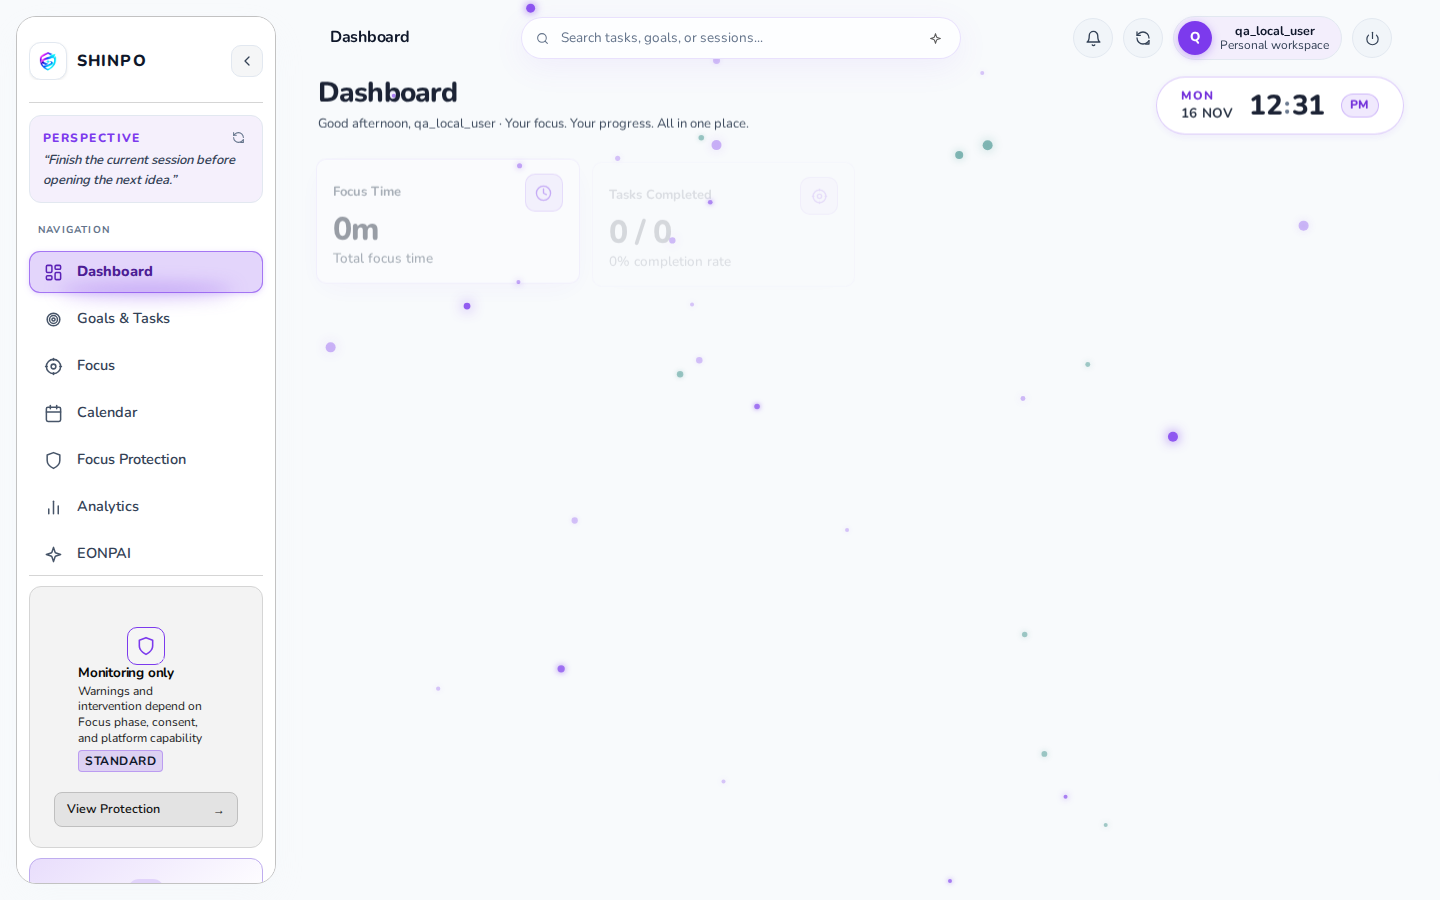 SHINPO
PERSPECTIVE
“Finish the current session before
opening the next idea.”
NAVIGATION
Dashboard
Goals & Tasks
Focus
Calendar
Focus Protection
Analytics
EONPAI
Monitoring only
Warnings and
intervention depend on
Focus phase, consent,
and platform capability
STANDARD
View Protection →
Dashboard
Search tasks, goals, or sessions...
Q
qa_local_user
Personal workspace
Dashboard
Good afternoon, qa_local_user · Your focus. Your progress. All in one place.
MON
16 NOV
12:31
PM
Focus Time
0m
Total focus time
Tasks Completed
0 / 0
0% completion rate